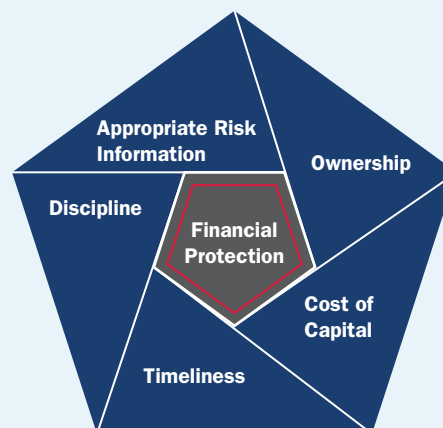 Appropriate Risk
Information
Ownership
Discipline
Financial
Protection
Cost of
Capital
Timeliness